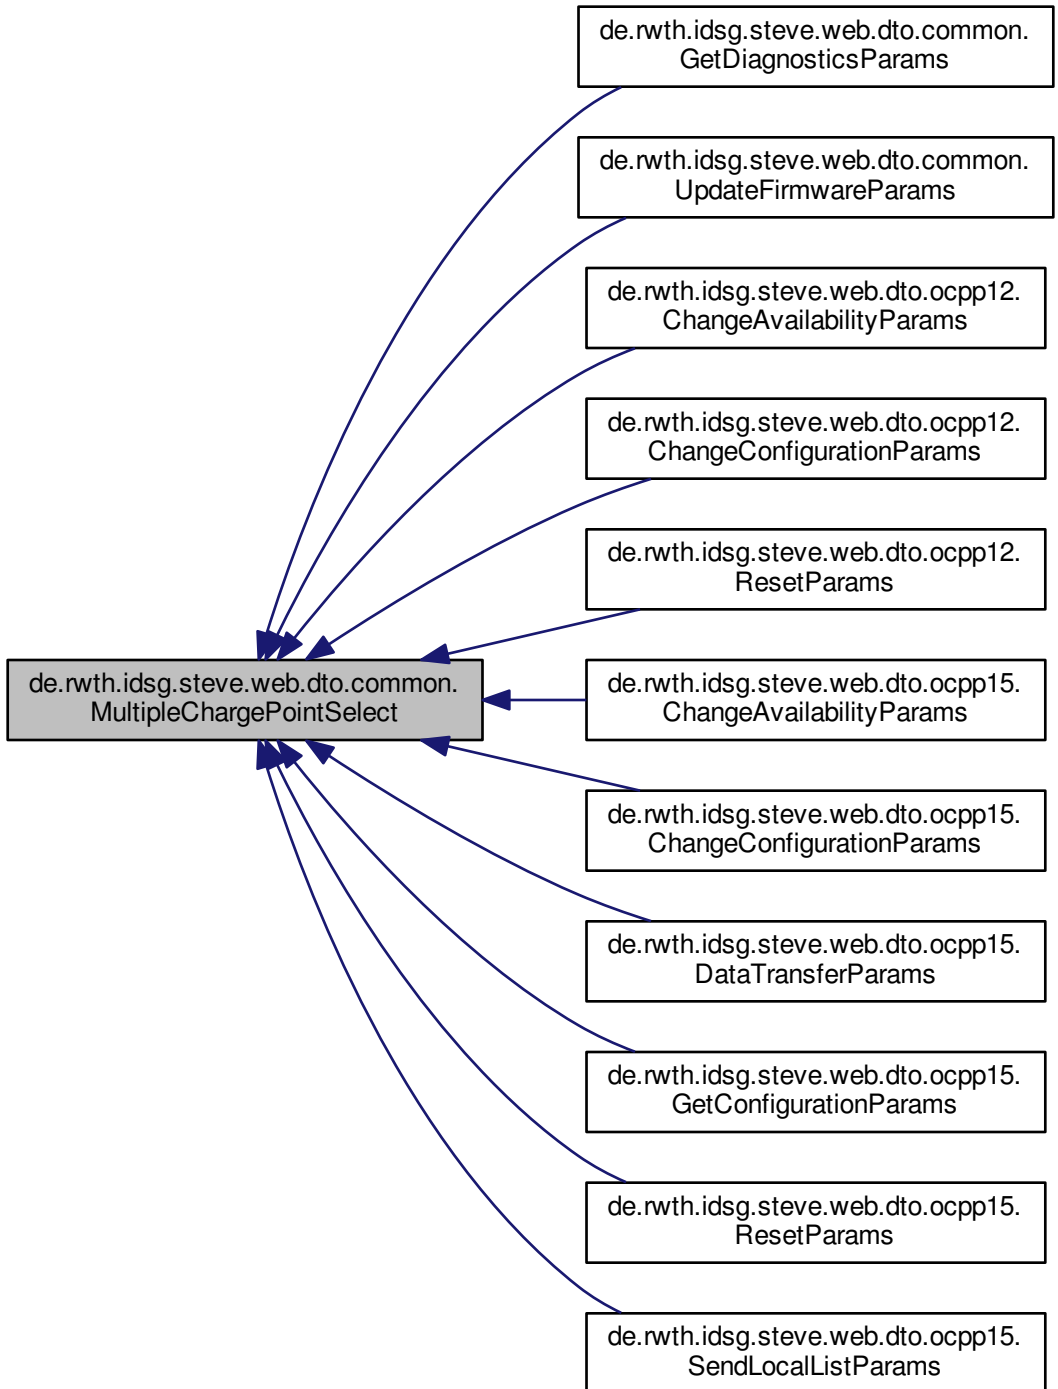 de.rwth.idsg.steve.web.dto.common.
GetDiagnosticsParams
de.rwth.idsg.steve.web.dto.common.
UpdateFirmwareParams
de.rwth.idsg.steve.web.dto.ocpp12.
ChangeAvailabilityParams
de.rwth.idsg.steve.web.dto.ocpp12.
ChangeConfigurationParams
de.rwth.idsg.steve.web.dto.ocpp12.
ResetParams
de.rwth.idsg.steve.web.dto.common.
MultipleChargePointSelect
de.rwth.idsg.steve.web.dto.ocpp15.
ChangeAvailabilityParams
de.rwth.idsg.steve.web.dto.ocpp15.
ChangeConfigurationParams
de.rwth.idsg.steve.web.dto.ocpp15.
DataTransferParams
de.rwth.idsg.steve.web.dto.ocpp15.
GetConfigurationParams
de.rwth.idsg.steve.web.dto.ocpp15.
ResetParams
de.rwth.idsg.steve.web.dto.ocpp15.
SendLocalListParams